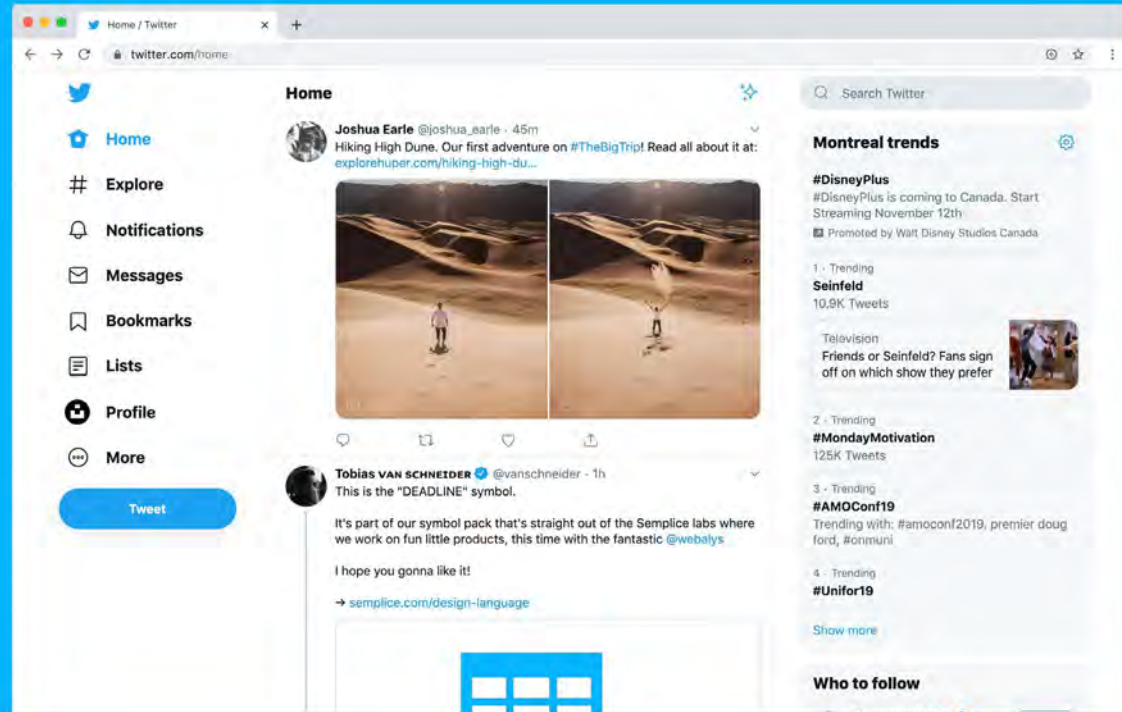 Home / Twitter
twitter.com/home
Home
Explore
Notifications
Messages
Bookmarks
Lists
Profile
More
Tweet
Home
Joshua Earle @joshua_earle · 45m
Hiking High Dune. Our first adventure on #TheBigTrip! Read all about it at:
explorehuper.com/hiking-high-du...
Tobias VAN SCHNEIDER @vanschneider · 1h
This is the "DEADLINE" symbol.
It's part of our symbol pack that's straight out of the Semplice labs where
we work on fun little products, this time with the fantastic @webalys
I hope you gonna like it!
→ semplice.com/design-language
Search Twitter
Montreal trends
#DisneyPlus
#DisneyPlus is coming to Canada. Start
Streaming November 12th
Promoted by Walt Disney Studios Canada
1 · Trending
Seinfeld
10.9K Tweets
Television
Friends or Seinfeld? Fans sign
off on which show they prefer
2 · Trending
#MondayMotivation
125K Tweets
3 · Trending
#AMOConf19
Trending with: #amoconf2019, premier doug
ford, #onmuni
4 · Trending
#Unifor19
Show more
Who to follow